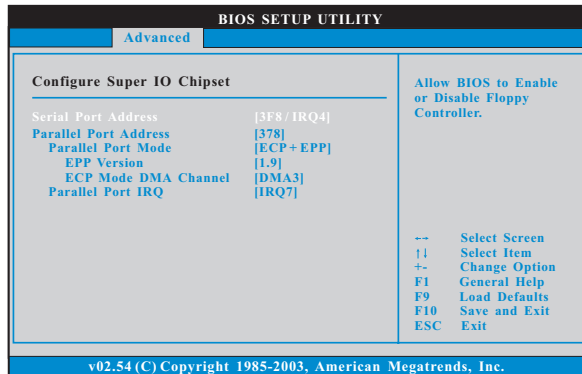 BIOS SETUP UTILITY
Advanced
Configure Super IO Chipset
Serial Port Address [3F8/IRQ4]
Parallel Port Address [378]
Parallel Port Mode [ECP+EPP]
EPP Version [1.9]
ECP Mode DMA Channel [DMA3]
Parallel Port IRQ [IRQ7]
Allow BIOS to Enable
or Disable Floppy
Controller.
←→ Select Screen
↑↓ Select Item
+- Change Option
F1 General Help
F9 Load Defaults
F10 Save and Exit
ESC Exit
v02.54 (C) Copyright 1985-2003, American Megatrends, Inc.